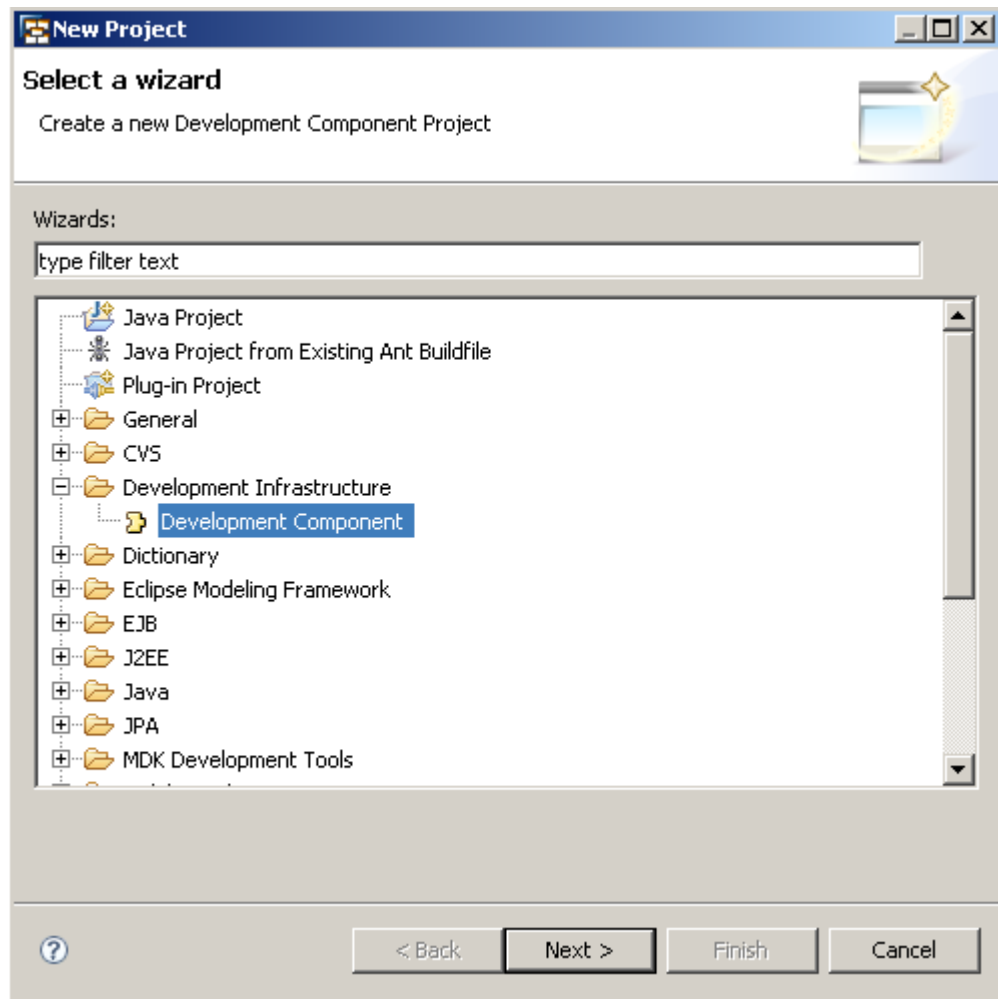 New Project
Select a wizard
Create a new Development Component Project
Wizards:
type filter text
Java Project
Java Project from Existing Ant Buildfile
Plug-in Project
General
CVS
Development Infrastructure
Development Component
Dictionary
Eclipse Modeling Framework
EJB
J2EE
Java
JPA
MDK Development Tools
< Back Next > Finish Cancel